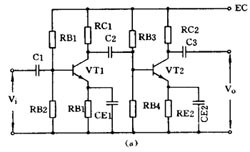 EC
RB1 RC1 RB3 RC2
C2 C3
C1
VT1 VT2
Vi Vo
RB2 RB1 CE1 RB4 RE2 CE2
(a)